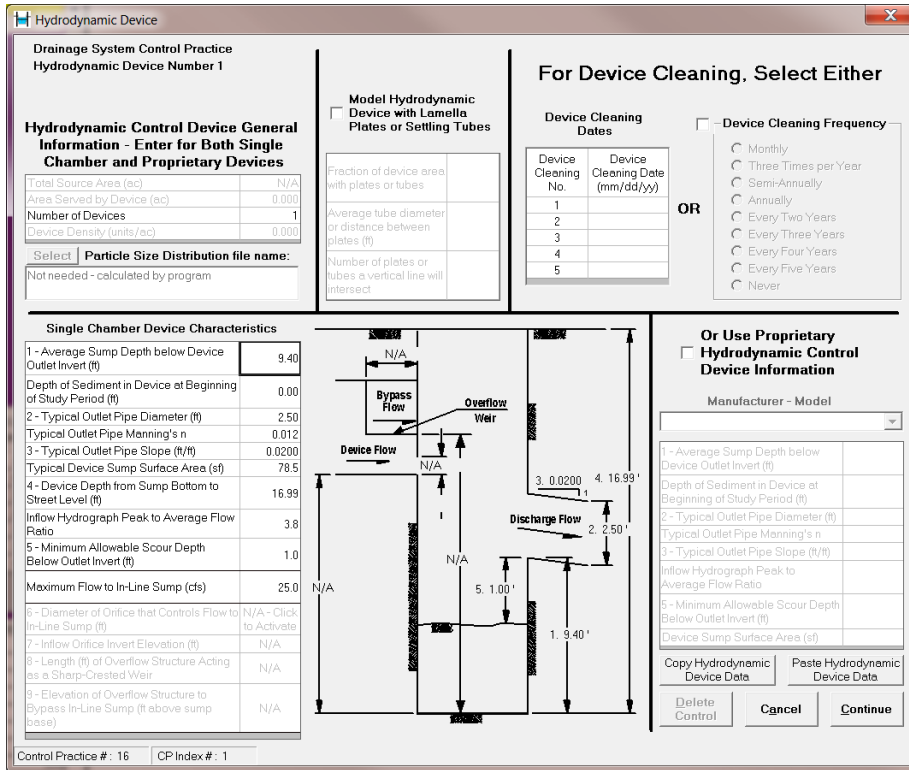 Hydrodynamic Device
X
Drainage System Control Practice
Hydrodynamic Device Number 1
Hydrodynamic Control Device General
Information - Enter for Both Single
Chamber and Proprietary Devices
Total Source Area (ac) N/A
Area Served by Device (ac) 0.000
Number of Devices 1
Device Density (units/ac) 0.000
Select Particle Size Distribution file name:
Not needed - calculated by program
Model Hydrodynamic
Device with Lamella
Plates or Settling Tubes
Fraction of device area
with plates or tubes
Average tube diameter
or distance between
plates (ft)
Number of plates or
tubes a vertical line will
intersect
For Device Cleaning, Select Either
Device Cleaning
Dates
Device
Cleaning
No.
Device
Cleaning Date
(mm/dd/yy)
1
2
3
4
5
OR
Device Cleaning Frequency
Monthly
Three Times per Year
Semi-Annually
Annually
Every Two Years
Every Three Years
Every Four Years
Every Five Years
Never
Single Chamber Device Characteristics
1 - Average Sump Depth below Device
Outlet Invert (ft) 9.40
Depth of Sediment in Device at Beginning
of Study Period (ft) 0.00
2 - Typical Outlet Pipe Diameter (ft) 2.50
Typical Outlet Pipe Manning's n 0.012
3 - Typical Outlet Pipe Slope (ft/ft) 0.0200
Typical Device Sump Surface Area (sf) 78.5
4 - Device Depth from Sump Bottom to
Street Level (ft) 16.99
Inflow Hydrograph Peak to Average Flow
Ratio 3.8
5 - Minimum Allowable Scour Depth
Below Outlet Invert (ft) 1.0
Maximum Flow to In-Line Sump (cfs) 25.0
6 - Diameter of Orifice that Controls Flow to
In-Line Sump (ft)
N/A - Click
to Activate
7 - Inflow Orifice Invert Elevation (ft) N/A
8 - Length (ft) of Overflow Structure Acting
as a Sharp-Crested Weir N/A
9 - Elevation of Overflow Structure to
Bypass In-Line Sump (ft above sump
base) N/A
N/A
Bypass
Flow
Overflow
Weir
Device Flow
N/A
3. 0.0200
1
4. 16.99 '
Discharge Flow
2. 2.50 '
N/A
N/A
5. 1.00 '
1. 9.40 '
Or Use Proprietary
Hydrodynamic Control
Device Information
Manufacturer - Model
1 - Average Sump Depth below
Device Outlet Invert (ft)
Depth of Sediment in Device at
Beginning of Study Period (ft)
2 - Typical Outlet Pipe Diameter (ft)
Typical Outlet Pipe Manning's n
3 - Typical Outlet Pipe Slope (ft/ft)
Inflow Hydrograph Peak to
Average Flow Ratio
5 - Minimum Allowable Scour Depth
Below Outlet Invert (ft)
Device Sump Surface Area (sf)
Copy Hydrodynamic
Device Data
Paste Hydrodynamic
Device Data
Delete
Control
Cancel
Continue
Control Practice # : 16 CP Index # : 1